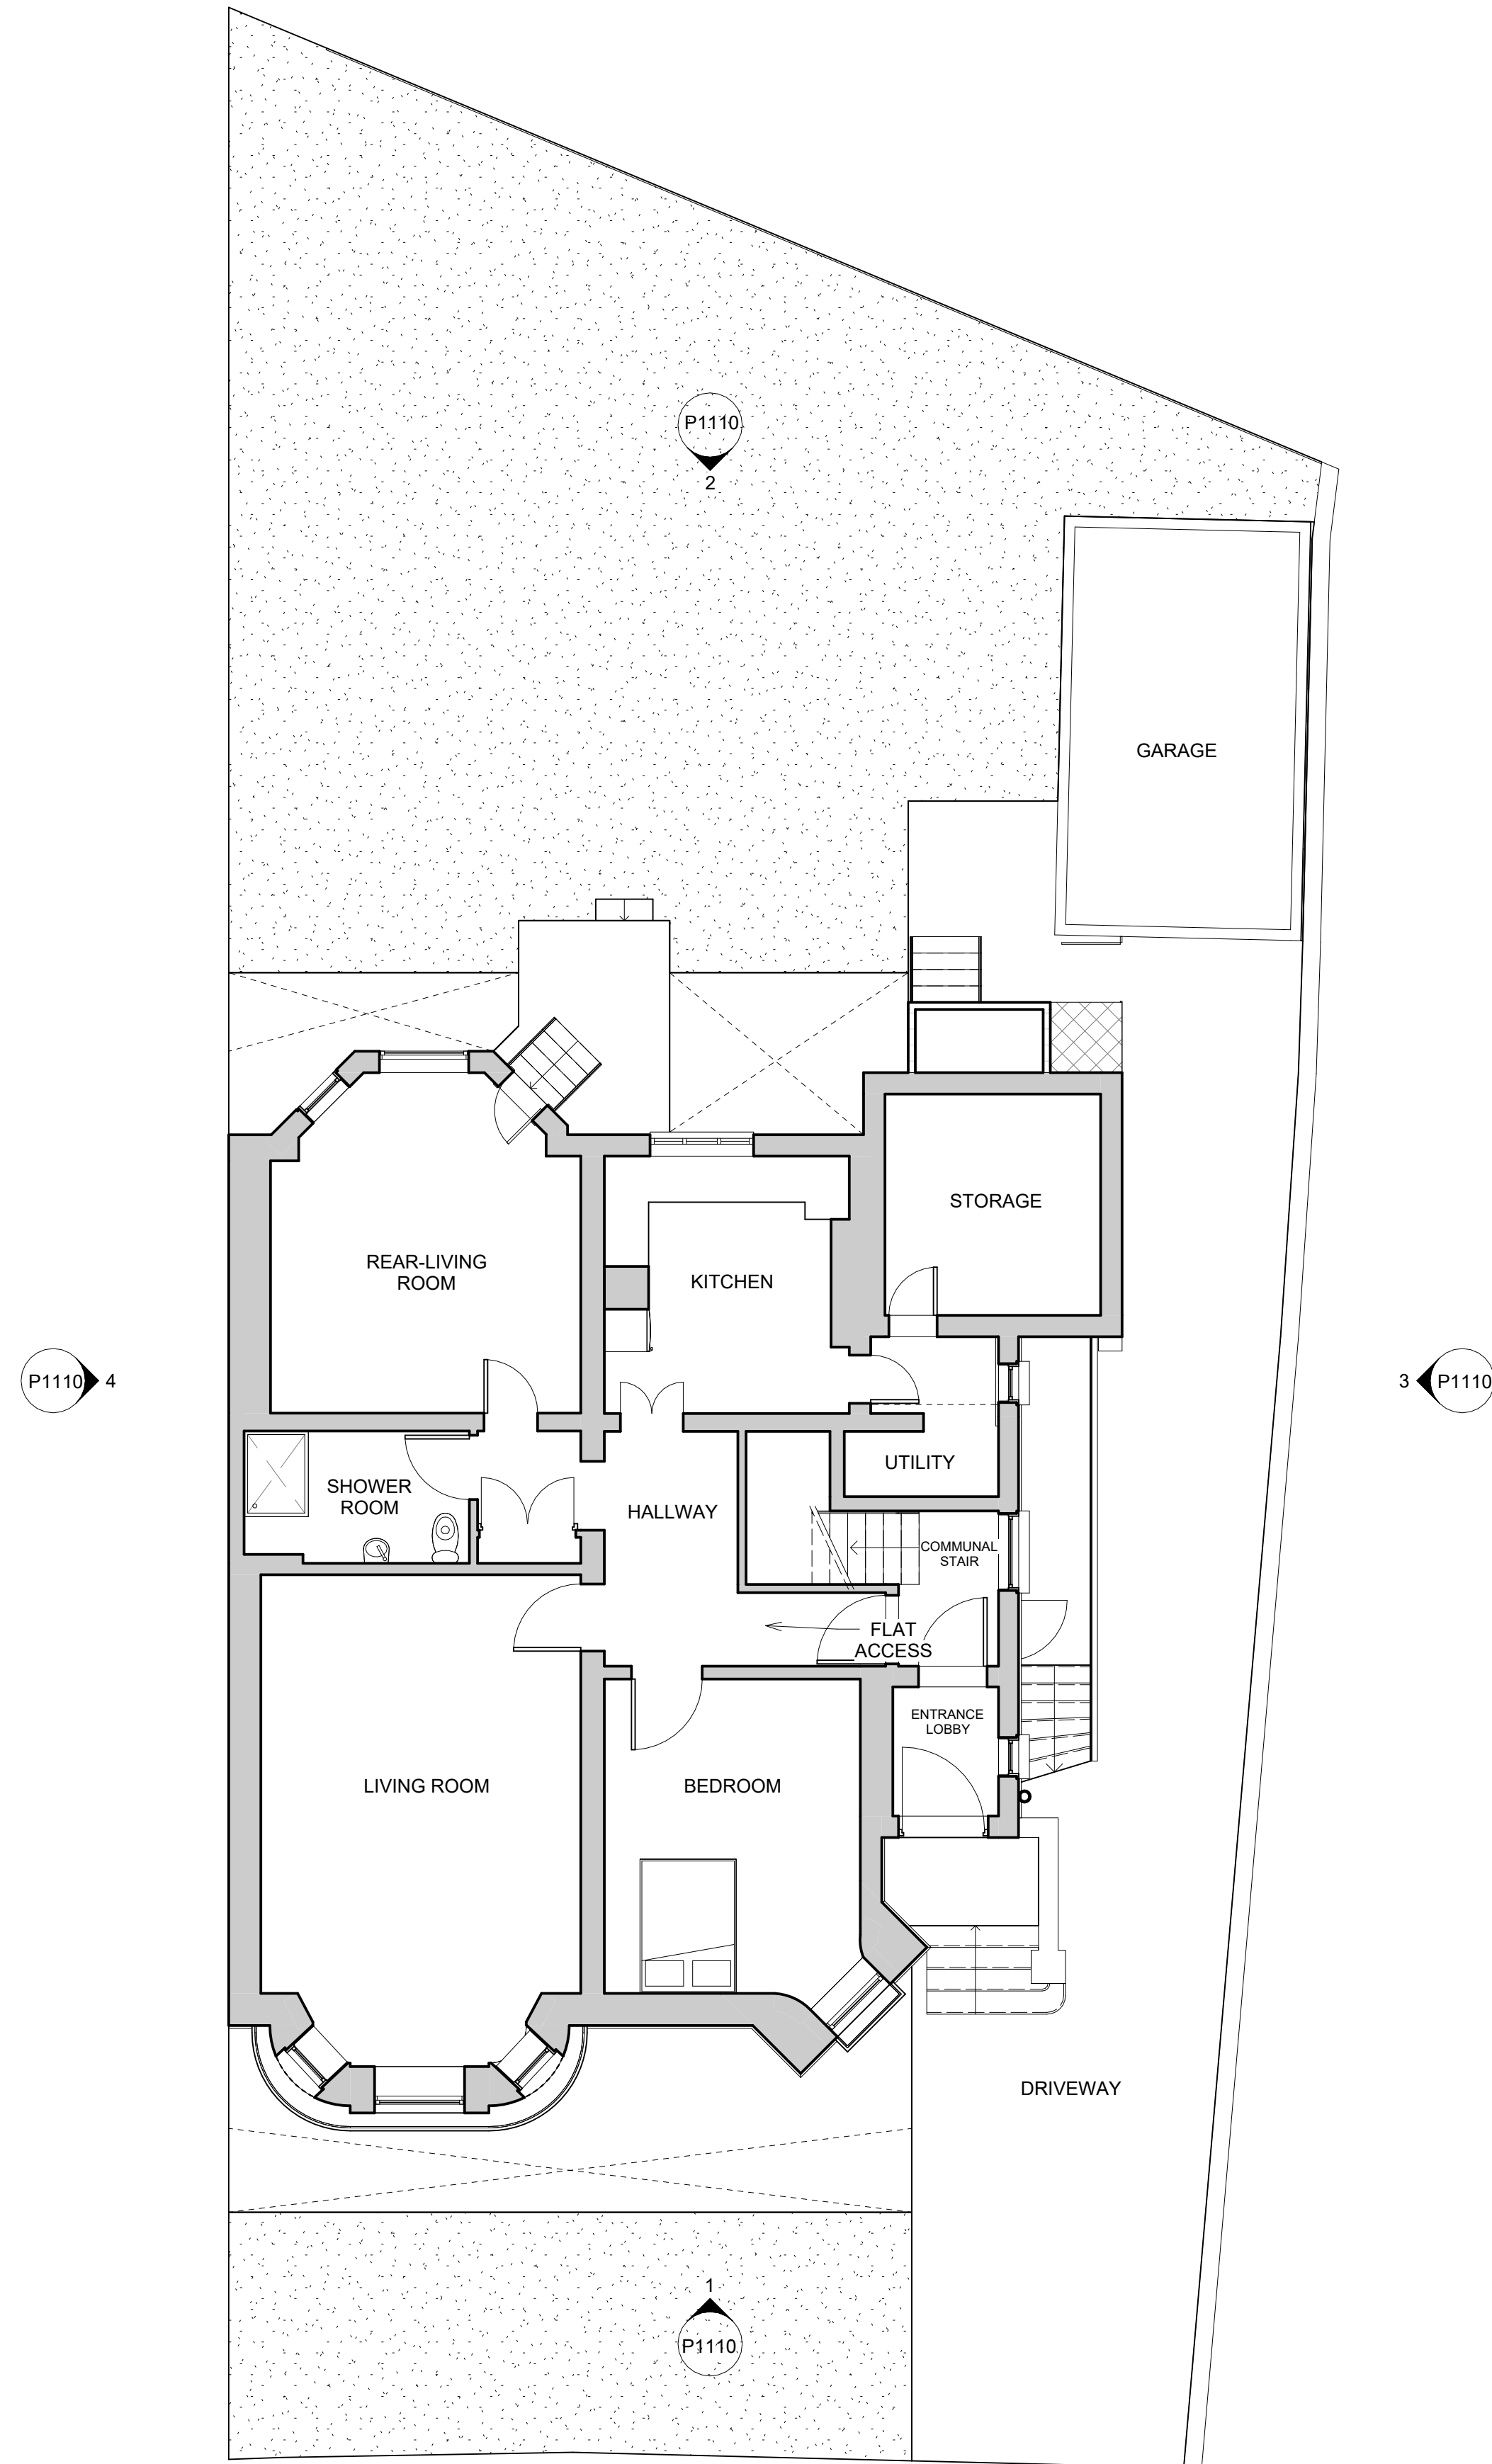 P1110
2
GARAGE
STORAGE
REAR-LIVING
ROOM
KITCHEN
P1110
4
3
P1110
UTILITY
SHOWER
ROOM
HALLWAY
COMMUNAL
STAIR
FLAT
ACCESS
ENTRANCE
LOBBY
LIVING ROOM
BEDROOM
DRIVEWAY
1
P1110